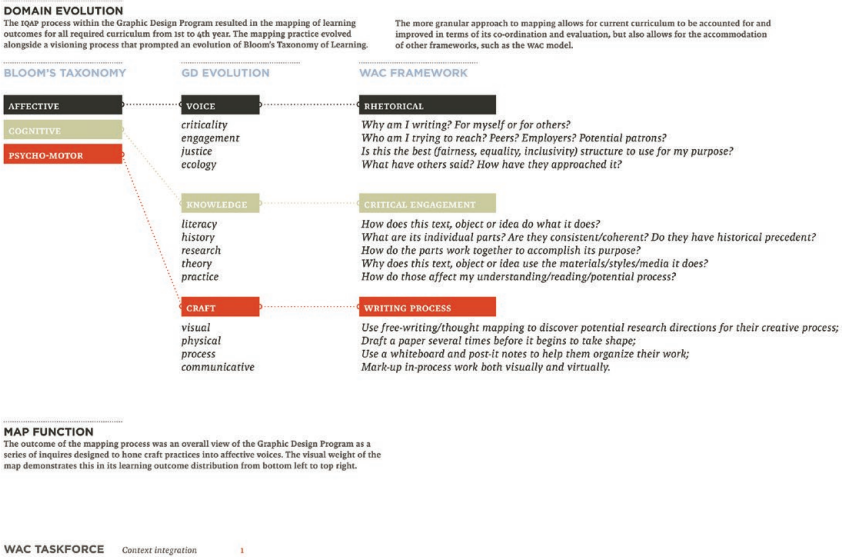 DOMAIN EVOLUTION
The IQAP process within the Graphic Design Program resulted in the mapping of learning
outcomes for all required curriculum from 1st to 4th year. The mapping practice evolved
alongside a visioning process that prompted an evolution of Bloom's Taxonomy of Learning.
The more granular approach to mapping allows for current curriculum to be accounted for and
improved in terms of its co-ordination and evaluation, but also allows for the accommodation
of other frameworks, such as the WAC model.
BLOOM'S TAXONOMY
GD EVOLUTION
WAC FRAMEWORK
AFFECTIVE
COGNITIVE
PSYCHO-MOTOR
VOICE
criticality
engagement
justice
ecology
RHETORICAL
Why am I writing? For myself or for others?
Who am I trying to reach? Peers? Employers? Potential patrons?
Is this the best (fairness, equality, inclusivity) structure to use for my purpose?
What have others said? How have they approached it?
KNOWLEDGE
literacy
history
research
theory
practice
CRITICAL ENGAGEMENT
How does this text, object or idea do what it does?
What are its individual parts? Are they consistent/coherent? Do they have historical precedent?
How do the parts work together to accomplish its purpose?
Why does this text, object or idea use the materials/styles/media it does?
How do those affect my understanding/reading/potential process?
CRAFT
visual
physical
process
communicative
WRITING PROCESS
Use free-writing/thought mapping to discover potential research directions for their creative process;
Draft a paper several times before it begins to take shape;
Use a whiteboard and post-it notes to help them organize their work;
Mark-up in-process work both visually and virtually.
MAP FUNCTION
The outcome of the mapping process was an overall view of the Graphic Design Program as a
series of inquires designed to hone craft practices into affective voices. The visual weight of the
map demonstrates this in its learning outcome distribution from bottom left to top right.
WAC TASKFORCE Context integration 1